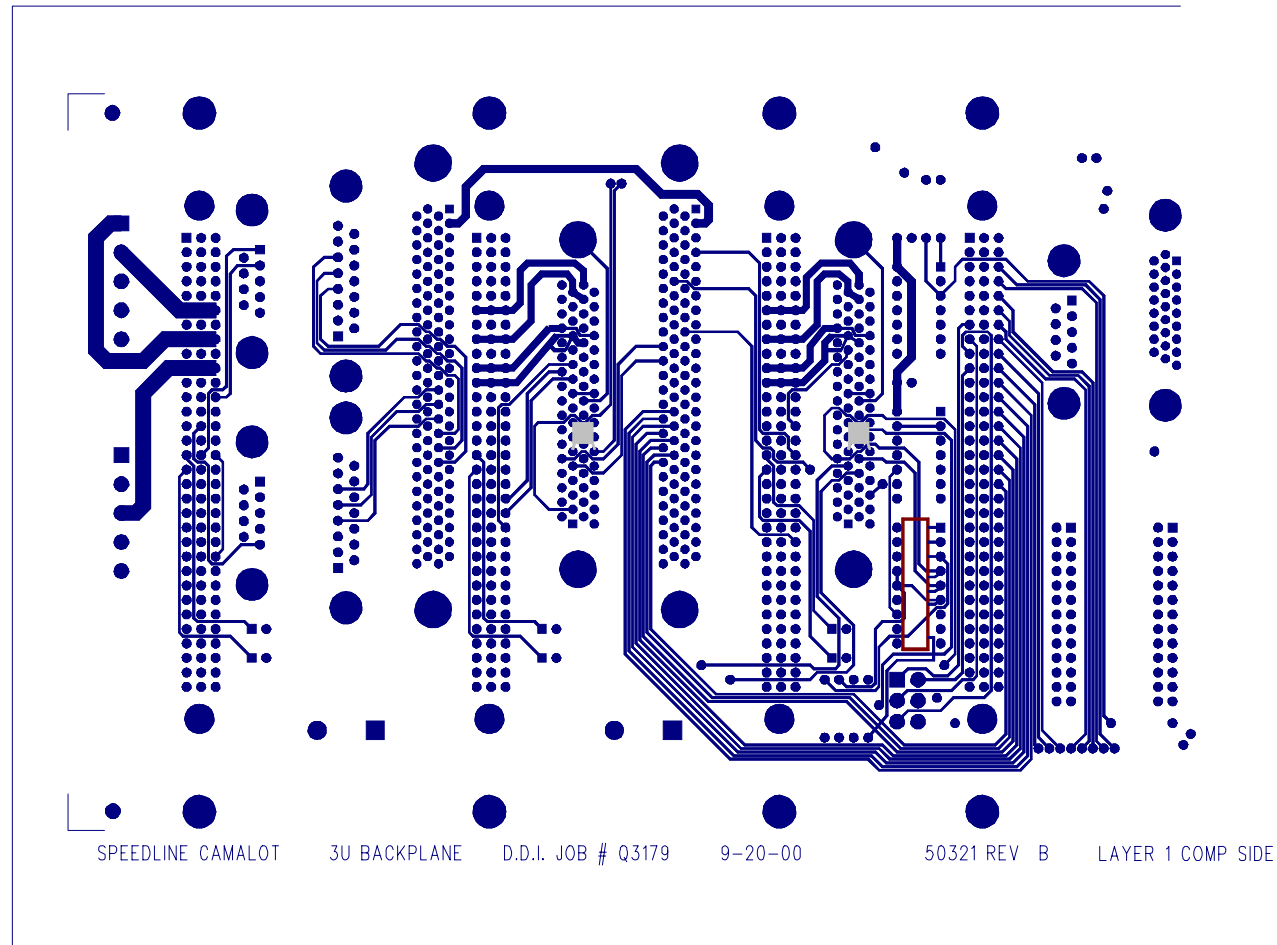 SPEEDLINE CAMALOT 3U BACKPLANE D.D.I. JOB # Q3179 9-20-00 50321 REV B LAYER 1 COMP SIDE